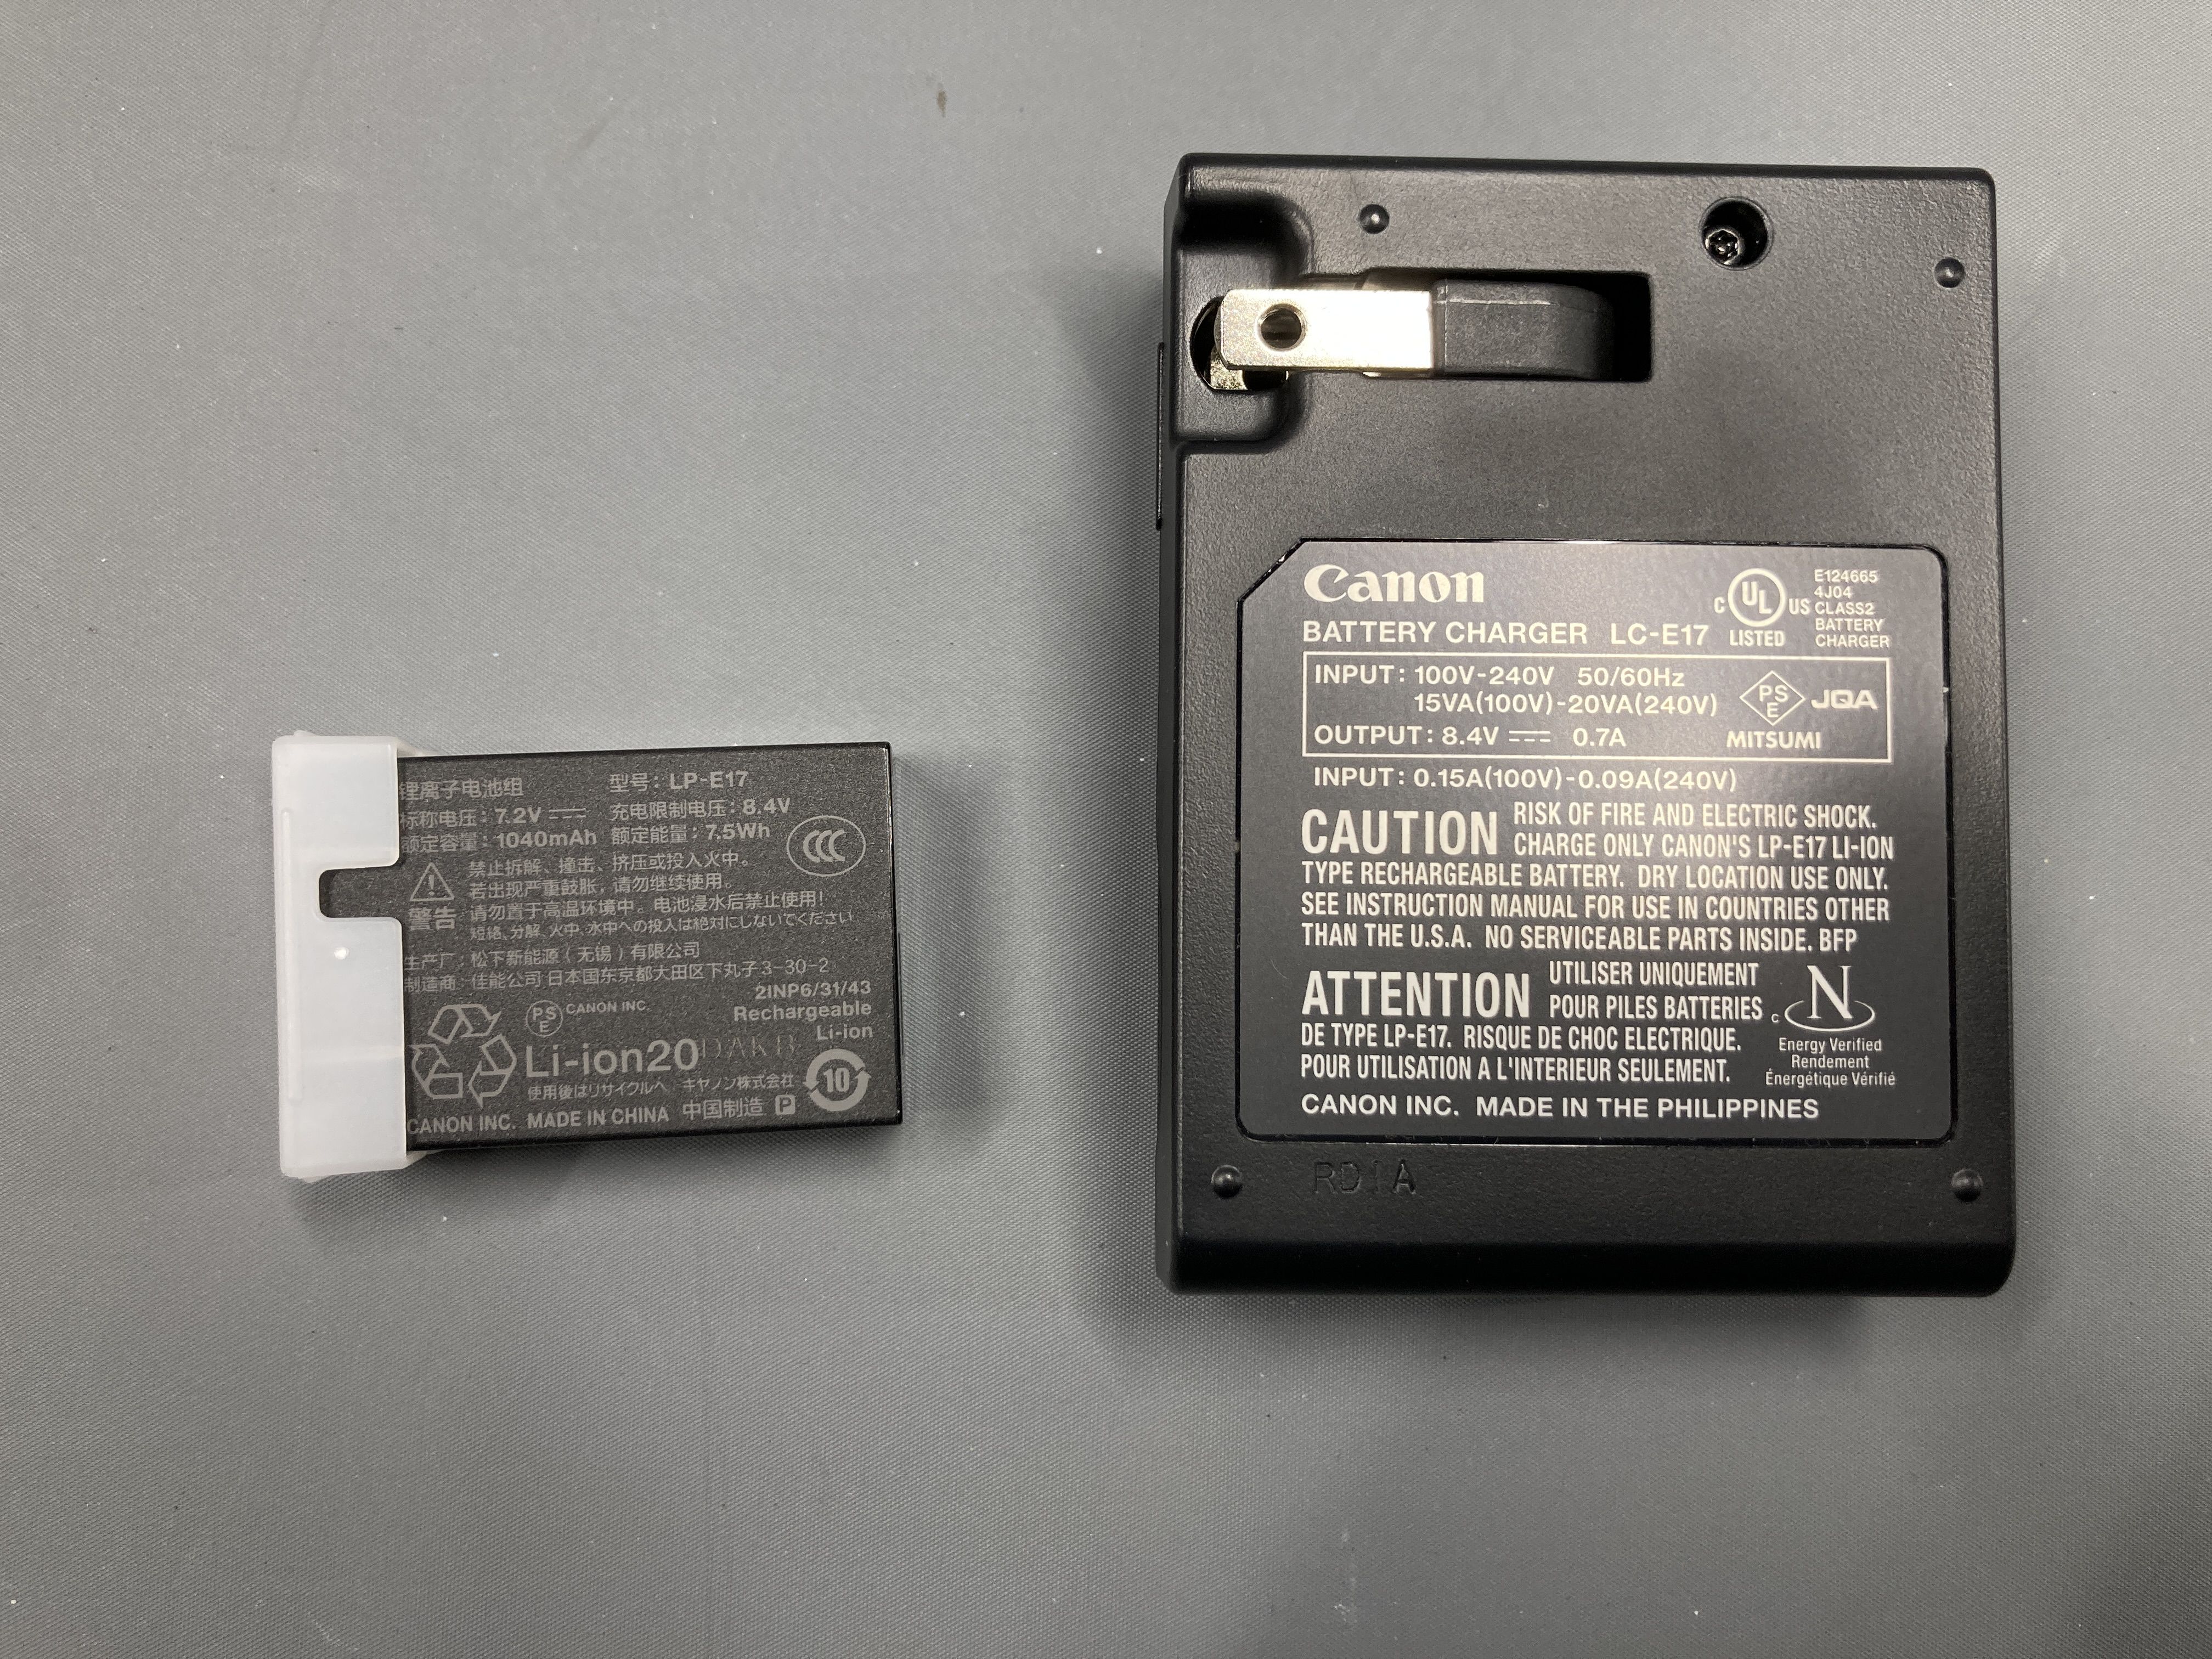 锂离子电池组 型号：LP-E17
标称电压：7.2V ⎓ 充电限制电压：8.4V
额定容量：1040mAh 额定能量：7.5Wh
CCC
禁止拆解、撞击、挤压或投入火中。
若出现严重鼓胀，请勿继续使用。
警告 请勿置于高温环境中。电池浸水后禁止使用！
短絡、分解、火中、水中への投入は絶対にしないでください
生产厂：松下新能源（无锡）有限公司
制造商：佳能公司 日本国东京都大田区下丸子3-30-2
2INP6/31/43
PSE CANON INC. Rechargeable
Li-ion
Li-ion20 DAKB
使用後はリサイクルへ キヤノン株式会社
10
CANON INC. MADE IN CHINA 中国制造 P
Canon
BATTERY CHARGER LC-E17
C UL US
LISTED
E124665
4J04
CLASS2
BATTERY
CHARGER
INPUT: 100V-240V 50/60Hz
15VA(100V)-20VA(240V)
PSE JQA
OUTPUT: 8.4V ⎓ 0.7A MITSUMI
INPUT: 0.15A(100V)-0.09A(240V)
CAUTION RISK OF FIRE AND ELECTRIC SHOCK.
CHARGE ONLY CANON'S LP-E17 LI-ION
TYPE RECHARGEABLE BATTERY. DRY LOCATION USE ONLY.
SEE INSTRUCTION MANUAL FOR USE IN COUNTRIES OTHER
THAN THE U.S.A. NO SERVICEABLE PARTS INSIDE. BFP
ATTENTION UTILISER UNIQUEMENT
POUR PILES BATTERIES
DE TYPE LP-E17. RISQUE DE CHOC ELECTRIQUE.
POUR UTILISATION A L'INTERIEUR SEULEMENT.
C N
Energy Verified
Rendement
Énergétique Vérifié
CANON INC. MADE IN THE PHILIPPINES
RD1A